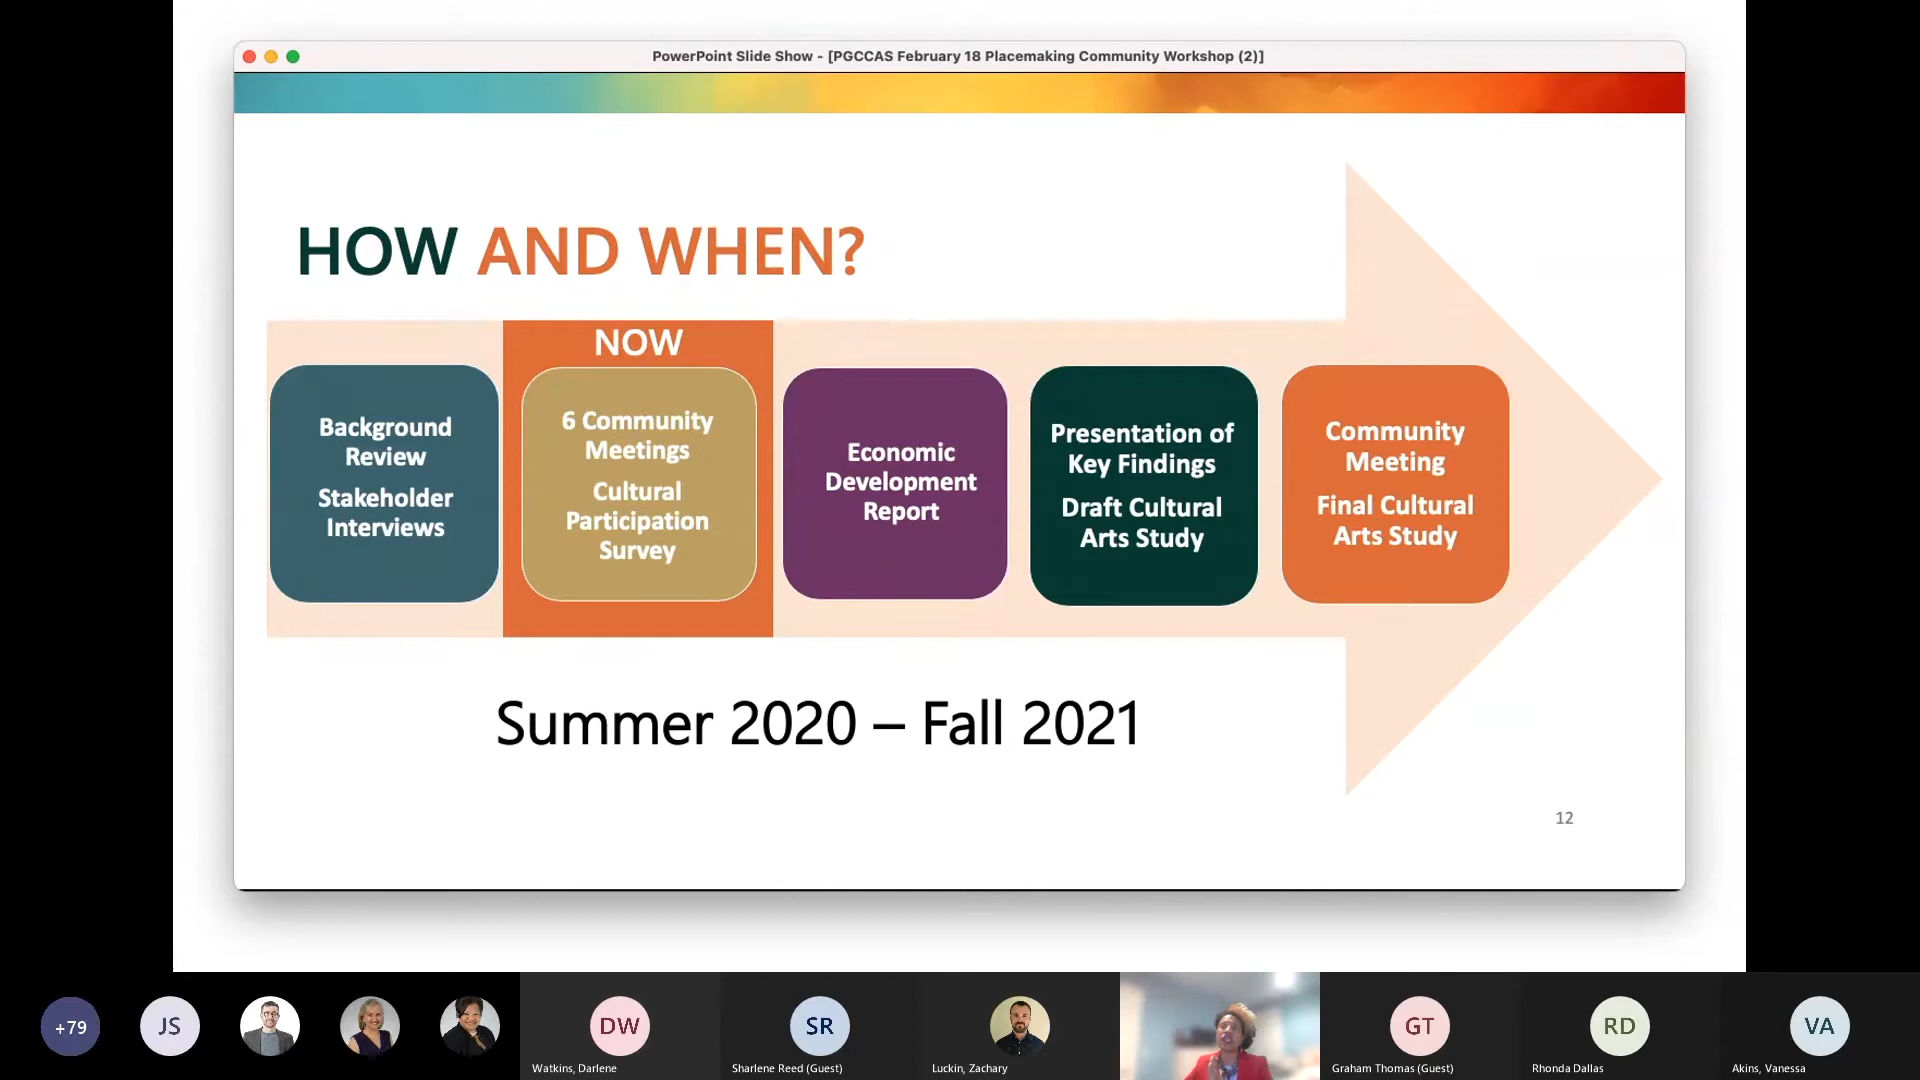 PowerPoint Slide Show - [PGCCAS February 18 Placemaking Community Workshop (2)]
HOW AND WHEN?
NOW
Background
Review
Stakeholder
Interviews
6 Community
Meetings
Cultural
Participation
Survey
Economic
Development
Report
Presentation of
Key Findings
Draft Cultural
Arts Study
Community
Meeting
Final Cultural
Arts Study
Summer 2020 – Fall 2021
12
+79
JS
DW
SR
GT
RD
VA
Watkins, Darlene
Sharlene Reed (Guest)
Luckin, Zachary
Graham Thomas (Guest)
Rhonda Dallas
Akins, Vanessa